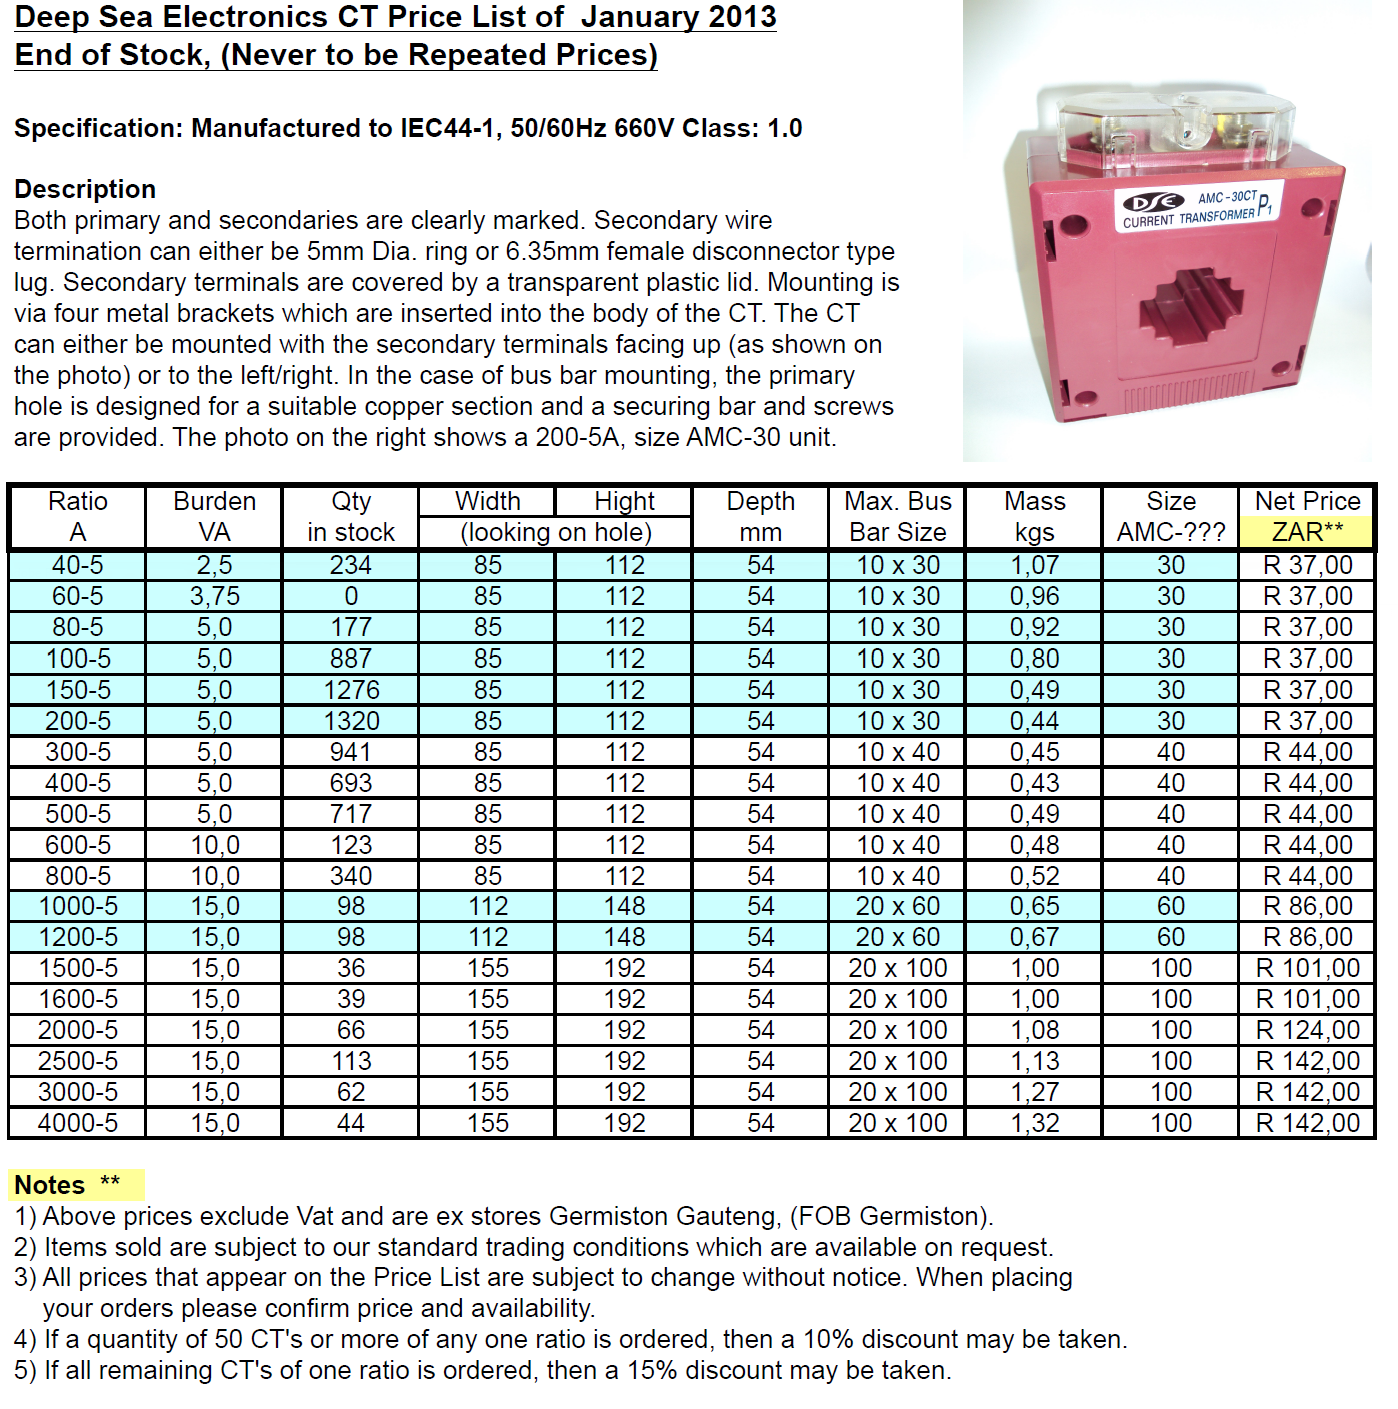 Deep Sea Electronics CT Price List of  January 2013
End of Stock, (Never to be Repeated Prices)
Specification: Manufactured to IEC44-1, 50/60Hz 660V Class: 1.0
Description
Both primary and secondaries are clearly marked. Secondary wire
termination can either be 5mm Dia. ring or 6.35mm female disconnector type
lug. Secondary terminals are covered by a transparent plastic lid. Mounting is
via four metal brackets which are inserted into the body of the CT. The CT
can either be mounted with the secondary terminals facing up (as shown on
the photo) or to the left/right. In the case of bus bar mounting, the primary
hole is designed for a suitable copper section and a securing bar and screws
are provided. The photo on the right shows a 200-5A, size AMC-30 unit.
DSE AMC-30CT P1
CURRENT TRANSFORMER
Ratio Burden Qty Width Hight Depth Max. Bus Mass Size Net Price
A VA in stock (looking on hole) mm Bar Size kgs AMC-??? ZAR**
40-5 2,5 234 85 112 54 10 x 30 1,07 30 R 37,00
60-5 3,75 0 85 112 54 10 x 30 0,96 30 R 37,00
80-5 5,0 177 85 112 54 10 x 30 0,92 30 R 37,00
100-5 5,0 887 85 112 54 10 x 30 0,80 30 R 37,00
150-5 5,0 1276 85 112 54 10 x 30 0,49 30 R 37,00
200-5 5,0 1320 85 112 54 10 x 30 0,44 30 R 37,00
300-5 5,0 941 85 112 54 10 x 40 0,45 40 R 44,00
400-5 5,0 693 85 112 54 10 x 40 0,43 40 R 44,00
500-5 5,0 717 85 112 54 10 x 40 0,49 40 R 44,00
600-5 10,0 123 85 112 54 10 x 40 0,48 40 R 44,00
800-5 10,0 340 85 112 54 10 x 40 0,52 40 R 44,00
1000-5 15,0 98 112 148 54 20 x 60 0,65 60 R 86,00
1200-5 15,0 98 112 148 54 20 x 60 0,67 60 R 86,00
1500-5 15,0 36 155 192 54 20 x 100 1,00 100 R 101,00
1600-5 15,0 39 155 192 54 20 x 100 1,00 100 R 101,00
2000-5 15,0 66 155 192 54 20 x 100 1,08 100 R 124,00
2500-5 15,0 113 155 192 54 20 x 100 1,13 100 R 142,00
3000-5 15,0 62 155 192 54 20 x 100 1,27 100 R 142,00
4000-5 15,0 44 155 192 54 20 x 100 1,32 100 R 142,00
Notes **
1) Above prices exclude Vat and are ex stores Germiston Gauteng, (FOB Germiston).
2) Items sold are subject to our standard trading conditions which are available on request.
3) All prices that appear on the Price List are subject to change without notice. When placing
your orders please confirm price and availability.
4) If a quantity of 50 CT's or more of any one ratio is ordered, then a 10% discount may be taken.
5) If all remaining CT's of one ratio is ordered, then a 15% discount may be taken.